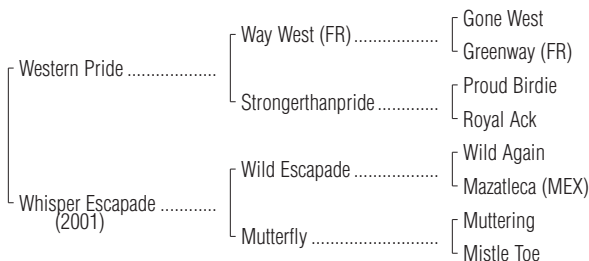 Gone West
Way West (FR)...................
Greenway (FR)
Western Pride ....................
Proud Birdie
Strongerthanpride..............
Royal Ack
Wild Again
Wild Escapade ..................
Mazatleca (MEX)
Whisper Escapade ............
(2001)
Muttering
Mutterfly ...........................
Mistle Toe